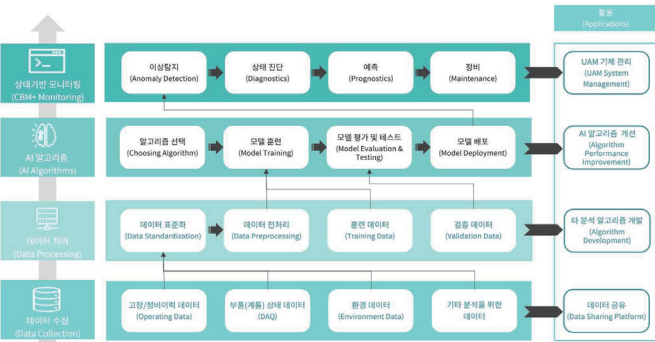 활용
(Applications)
상태기반 모니터링
(CBM+ Monitoring)
이상탐지
(Anomaly Detection)
상태 진단
(Diagnostics)
예측
(Prognostics)
정비
(Maintenance)
UAM 기체 관리
(UAM System
Management)
AI 알고리즘
(AI Algorithms)
알고리즘 선택
(Choosing Algorithm)
모델 훈련
(Model Training)
모델 평가 및 테스트
(Model Evaluation &
Testing)
모델 배포
(Model Deployment)
AI 알고리즘 개선
(Algorithm
Performance
Improvement)
데이터 처리
(Data Processing)
데이터 표준화
(Data Standardization)
데이터 전처리
(Data Preprocessing)
훈련 데이터
(Training Data)
검증 데이터
(Validation Data)
타 분석 알고리즘 개발
(Algorithm
Development)
데이터 수집
(Data Collection)
고장/정비이력 데이터
(Operating Data)
부품(계통) 상태 데이터
(DAQ)
환경 데이터
(Environment Data)
기타 분석을 위한
데이터
데이터 공유
(Data Sharing Platform)